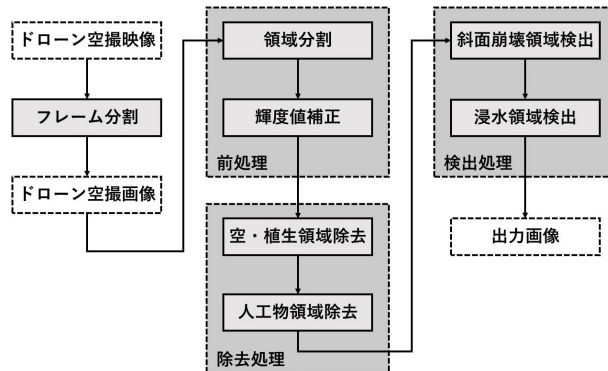 ドローン空撮映像
フレーム分割
ドローン空撮画像
領域分割
輝度値補正
前処理
空・植生領域除去
人工物領域除去
除去処理
斜面崩壊領域検出
浸水領域検出
検出処理
出力画像